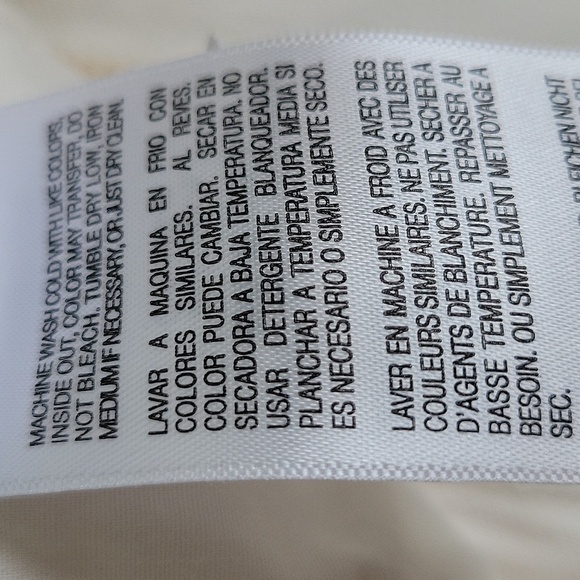 MACHINE WASH COLD WITH LIKE COLORS,
INSIDE OUT, COLOR MAY TRANSFER, DO
NOT BLEACH, TUMBLE DRY LOW, IRON
MEDIUM IF NECESSARY, OR JUST DRY CLEAN.
LAVAR A MAQUINA EN FRIO CON
COLORES SIMILARES. AL REVES.
COLOR PUEDE CAMBIAR. SECAR EN
SECADORA A BAJA TEMPERATURA. NO
USAR DETERGENTE BLANQUEADOR.
PLANCHAR A TEMPERATURA MEDIA SI
ES NECESARIO O SIMPLEMENTE SECO.
LAVER EN MACHINE A FROID AVEC DES
COULEURS SIMILAIRES. NE PAS UTILISER
D'AGENTS DE BLANCHIMENT. SECHER A
BASSE TEMPERATURE. REPASSER AU
BESOIN. OU SIMPLEMENT NETTOYAGE A
SEC.
BLEICHEN NICHT